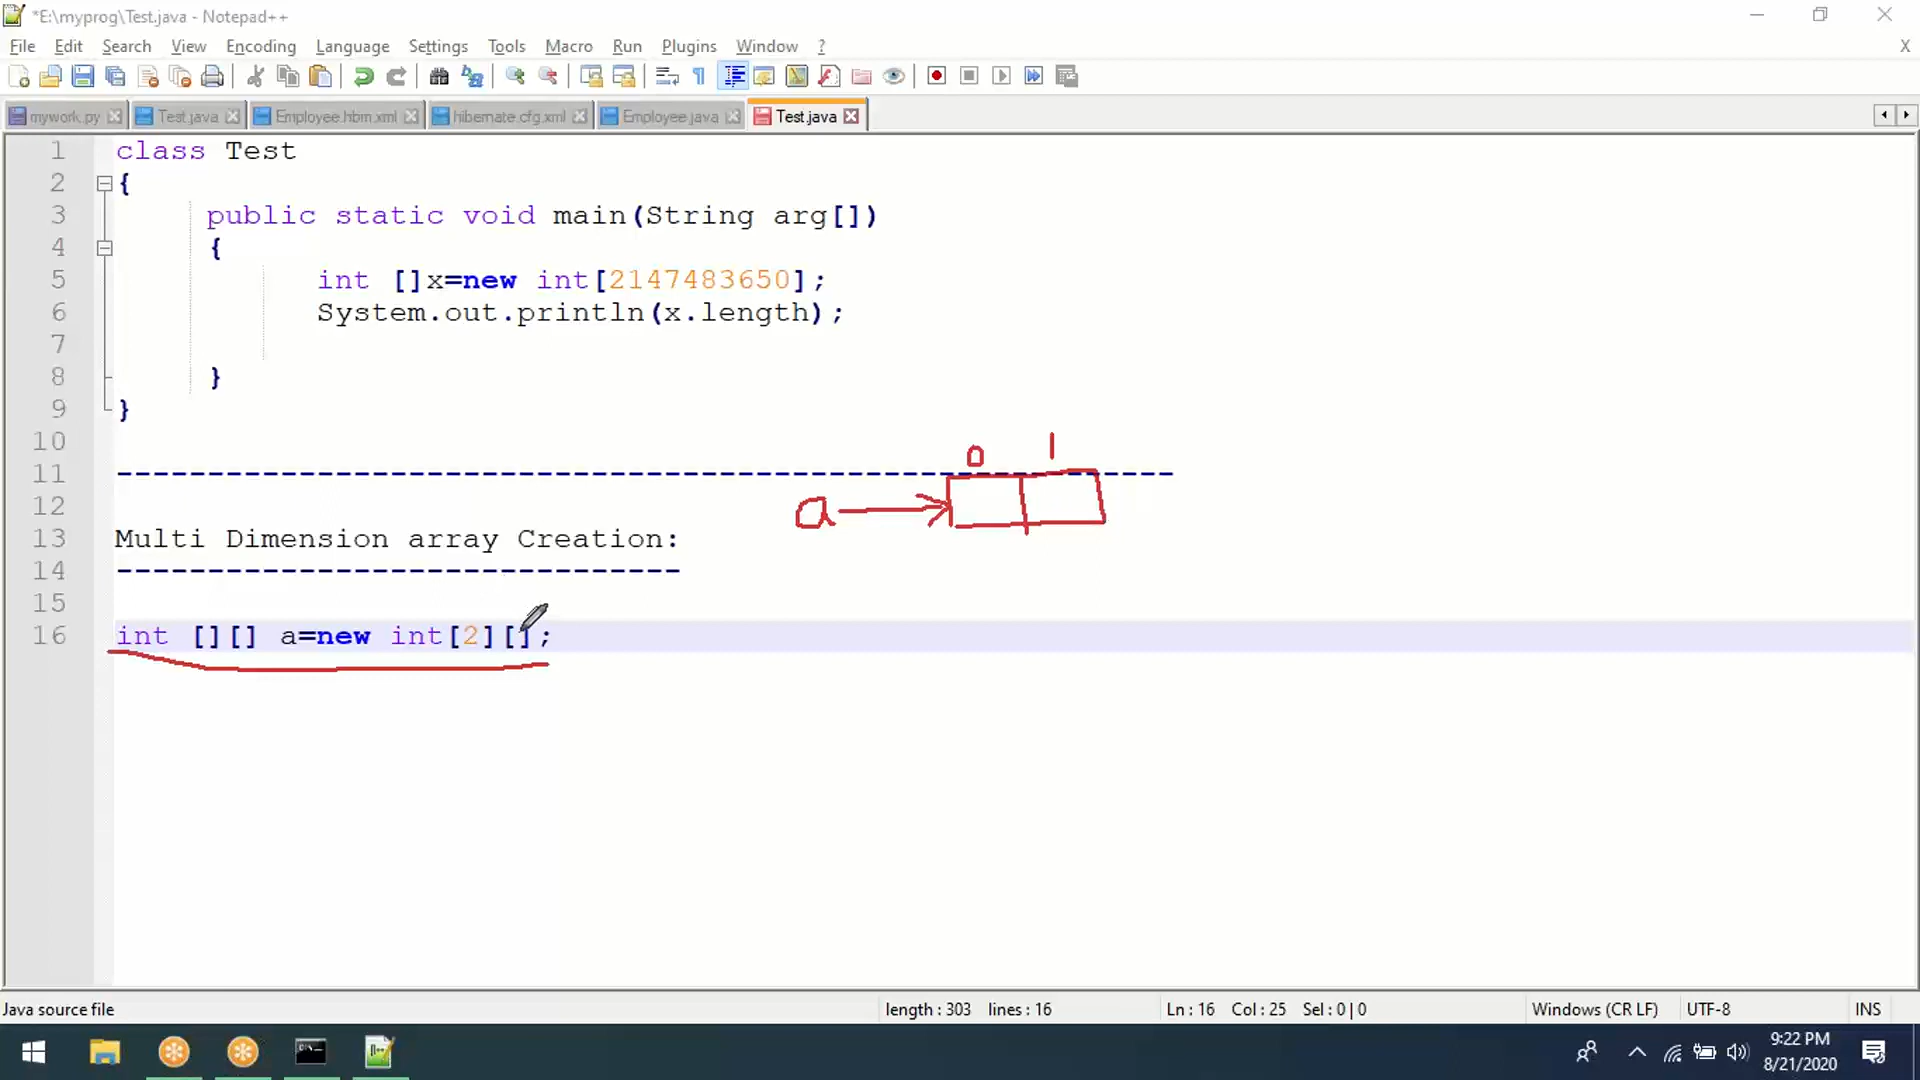 *E:\myprog\Test.java - Notepad++
File Edit Search View Encoding Language Settings Tools Macro Run Plugins Window ? X
mywork.py Test.java Employee.hbm.xml hibernate.cfg.xml Employee.java Test.java
1 class Test
2 {
3 public static void main(String arg[])
4 {
5 int []x=new int[2147483650];
6 System.out.println(x.length);
7
8 }
9 }
10
0 1
11 ----------------------------------------------------------
12
a
13 Multi Dimension array Creation:
14 -------------------------------
15
16 int [][] a=new int[2][];
Java source file length : 303 lines : 16 Ln : 16 Col : 25 Sel : 0 | 0 Windows (CR LF) UTF-8 INS
9:22 PM
8/21/2020